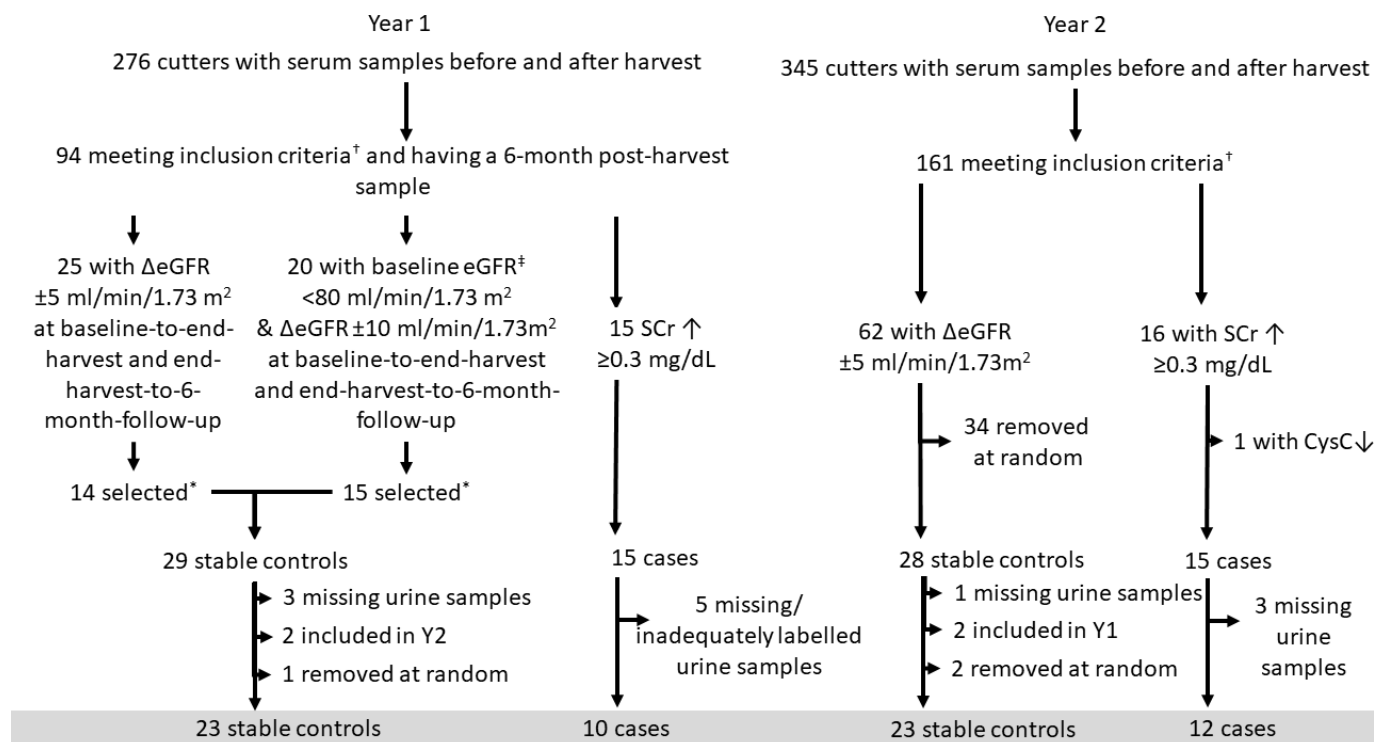 Year 1
276 cutters with serum samples before and after harvest
94 meeting inclusion criteria† and having a 6-month post-harvest
sample
25 with ΔeGFR
±5 ml/min/1.73 m²
at baseline-to-end-
harvest and end-
harvest-to-6-
month-follow-up
14 selected*
20 with baseline eGFR‡
<80 ml/min/1.73 m²
& ΔeGFR ±10 ml/min/1.73m²
at baseline-to-end-harvest
and end-harvest-to-6-month-
follow-up
15 selected*
15 SCr ↑
≥0.3 mg/dL
29 stable controls
3 missing urine samples
2 included in Y2
1 removed at random
23 stable controls
15 cases
5 missing/
inadequately labelled
urine samples
10 cases
Year 2
345 cutters with serum samples before and after harvest
161 meeting inclusion criteria†
62 with ΔeGFR
±5 ml/min/1.73m²
34 removed
at random
28 stable controls
1 missing urine samples
2 included in Y1
2 removed at random
23 stable controls
16 with SCr ↑
≥0.3 mg/dL
1 with CysC↓
15 cases
3 missing
urine
samples
12 cases